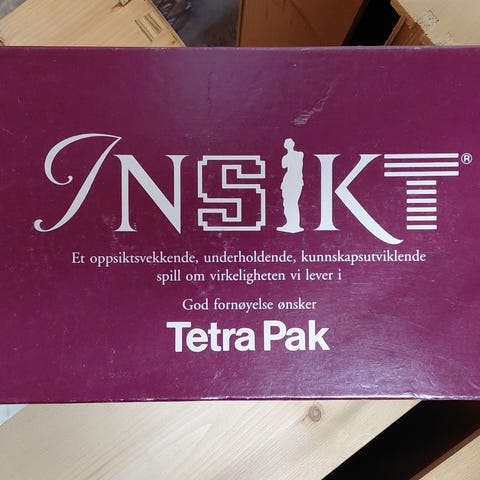 INSIKT®
Et oppsiktsvekkende, underholdende, kunnskapsutviklende
spill om virkeligheten vi lever i
God fornøyelse ønsker
Tetra Pak